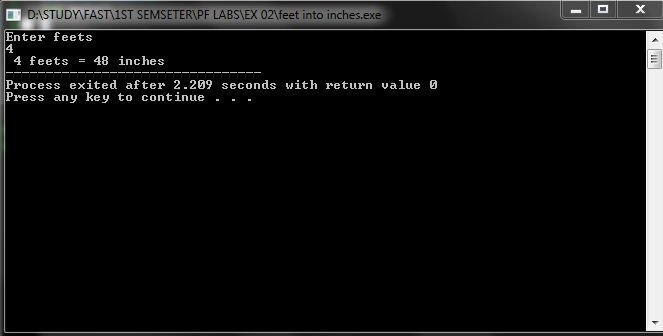 D:\STUDY\FAST\1ST SEMSETER\PF LABS\EX 02\feet into inches.exe
Enter feets
4
 4 feets = 48 inches
--------------------------------
Process exited after 2.209 seconds with return value 0
Press any key to continue . . .